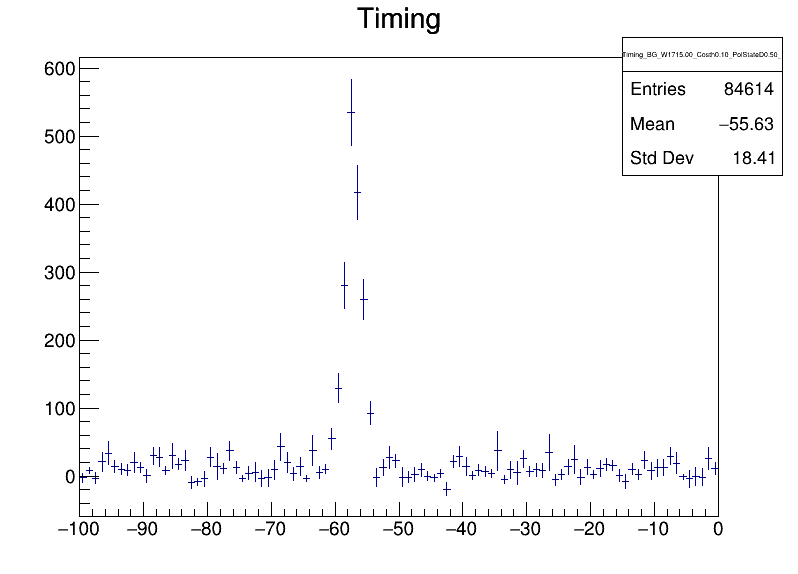 Timing
Timing_BG_W1715.00_Costh0.10_PolStateD0.50_
Entries 84614
Mean −55.63
Std Dev 18.41
600
500
400
300
200
100
0
−100 −90 −80 −70 −60 −50 −40 −30 −20 −10 0